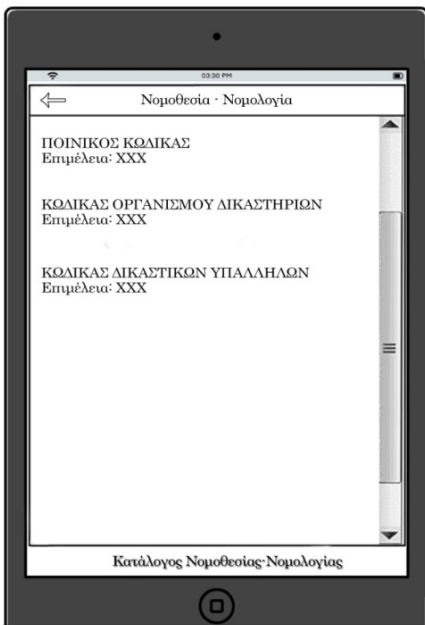 03:30 PM
Νομοθεσία - Νομολογία
ΠΟΙΝΙΚΟΣ ΚΩΔΙΚΑΣ
Επιμέλεια: ΧΧΧ
ΚΩΔΙΚΑΣ ΟΡΓΑΝΙΣΜΟΥ ΔΙΚΑΣΤΗΡΙΩΝ
Επιμέλεια: ΧΧΧ
ΚΩΔΙΚΑΣ ΔΙΚΑΣΤΙΚΩΝ ΥΠΑΛΛΗΛΩΝ
Επιμέλεια: ΧΧΧ
Κατάλογος Νομοθεσίας-Νομολογίας